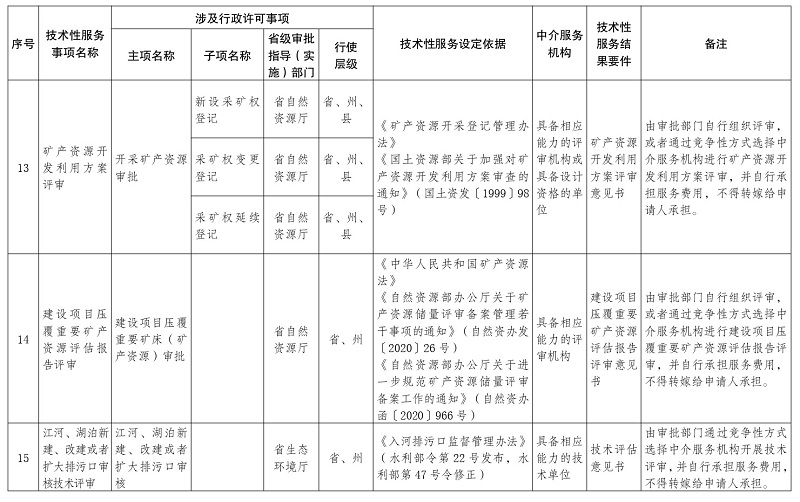 序号
技术性服务
事项名称
涉及行政许可事项
主项名称
子项名称
省级审批
指导（实
施）部门
行使
层级
技术性服务设定依据
中介服务
机构
技术性
服务结
果要件
备注
13
矿产资源开
发利用方案
评审
开采矿产资源
审批
新设采矿权
登记
省自然
资源厅
省、州、
县
采矿权变更
登记
省自然
资源厅
省、州、
县
采矿权延续
登记
省自然
资源厅
省、州、
县
《矿产资源开采登记管理办
法》
《国土资源部关于加强对矿
产资源开发利用方案审查的
通知》（国土资发〔1999〕98
号）
具备相应
能力的评
审机构或
具备设计
资格的单
位
矿产资源
开发利用
方案评审
意见书
由审批部门自行组织评审，
或者通过竞争性方式选择中
介服务机构进行矿产资源开
发利用方案评审，并自行承
担服务费用，不得转嫁给申
请人承担。
14
建设项目压
覆重要矿产
资源评估报
告评审
建设项目压覆
重要矿床（矿
产资源）审批
省自然
资源厅
省、州
《中华人民共和国矿产资源
法》
《自然资源部办公厅关于矿
产资源储量评审备案管理若
干事项的通知》（自然资办发
〔2020〕26 号）
《自然资源部办公厅关于进
一步规范矿产资源储量评审
备案工作的通知》（自然资办
函〔2020〕966 号）
具备相应
能力的评
审机构
建设项目
压覆重要
矿产资源
评估报告
评审意见
书
由审批部门自行组织评审，
或者通过竞争性方式选择中
介服务机构进行建设项目压
覆重要矿产资源评估报告评
审，并自行承担服务费用，
不得转嫁给申请人承担。
15
江河、湖泊新
建、改建或者
扩大排污口审
核技术评审
江河、湖泊新
建、改建或者
扩大排污口审
核
省生态
环境厅
省、州
《入河排污口监督管理办法》
（水利部令第 22 号发布，水
利部第 47 号令修正）
具备相应
能力的技
术单位
技术评估
意见书
由审批部门通过竞争性方式
选择中介服务机构开展技术
评审，并自行承担服务费用，
不得转嫁给申请人承担。